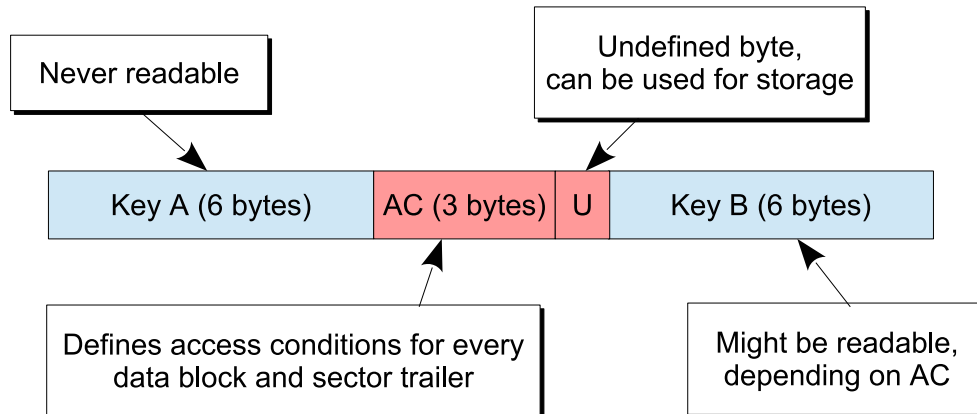 Never readable
Undefined byte,
can be used for storage
Key A (6 bytes)
AC (3 bytes)
U
Key B (6 bytes)
Defines access conditions for every
data block and sector trailer
Might be readable,
depending on AC